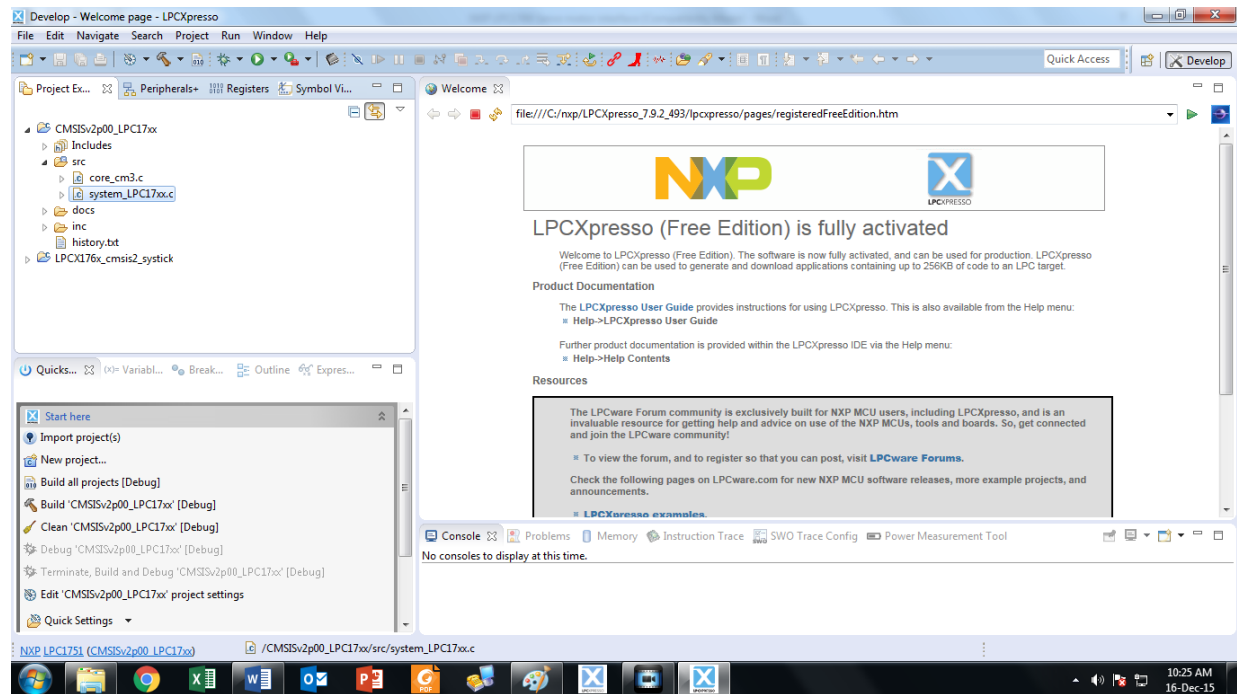 Develop - Welcome page - LPCXpresso
File Edit Navigate Search Project Run Window Help
Quick Access
Develop
Project Ex... Peripherals+ Registers Symbol Vi...
CMSISv2p00_LPC17xx
Includes
src
core_cm3.c
system_LPC17xx.c
docs
inc
history.txt
LPCX176x_cmsis2_systick
Quicks... (x)= Variabl... Break... Outline Expres...
Start here
Import project(s)
New project...
Build all projects [Debug]
Build 'CMSISv2p00_LPC17xx' [Debug]
Clean 'CMSISv2p00_LPC17xx' [Debug]
Debug 'CMSISv2p00_LPC17xx' [Debug]
Terminate, Build and Debug 'CMSISv2p00_LPC17xx' [Debug]
Edit 'CMSISv2p00_LPC17xx' project settings
Quick Settings
Welcome
file:///C:/nxp/LPCXpresso_7.9.2_493/lpcxpresso/pages/registeredFreeEdition.htm
NXP
LPCXPRESSO
LPCXpresso (Free Edition) is fully activated
Welcome to LPCXpresso (Free Edition). The software is now fully activated, and can be used for production. LPCXpresso
(Free Edition) can be used to generate and download applications containing up to 256KB of code to an LPC target.
Product Documentation
The LPCXpresso User Guide provides instructions for using LPCXpresso. This is also available from the Help menu:
Help->LPCXpresso User Guide
Further product documentation is provided within the LPCXpresso IDE via the Help menu:
Help->Help Contents
Resources
The LPCware Forum community is exclusively built for NXP MCU users, including LPCXpresso, and is an
invaluable resource for getting help and advice on use of the NXP MCUs, tools and boards. So, get connected
and join the LPCware community!
To view the forum, and to register so that you can post, visit LPCware Forums.
Check the following pages on LPCware.com for new NXP MCU software releases, more example projects, and
announcements.
LPCXpresso examples.
Console Problems Memory Instruction Trace SWO Trace Config Power Measurement Tool
No consoles to display at this time.
NXP LPC1751 (CMSISv2p00_LPC17xx) /CMSISv2p00_LPC17xx/src/system_LPC17xx.c
10:25 AM
16-Dec-15